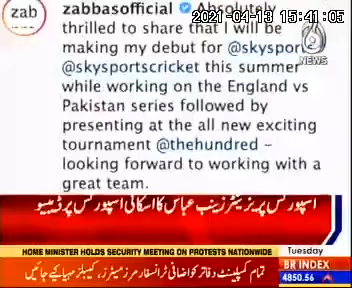 zab
zabbasofficial Absolutely
2021-04-13 15:41:05
thrilled to share that I will be
making my debut for @skysports
NEWS
@skysportscricket this summer
while working on the England vs
Pakistan series followed by
presenting at the all new exciting
tournament @thehundred –
looking forward to working with a
great team.
اسپورٹس پریزینٹر زینب عباس کا اسکائی اسپورٹس پر ڈیبیو
HOME MINISTER HOLDS SECURITY MEETING ON PROTESTS NATIONWIDE
Tuesday
BR INDEX
4850.56
تمام کمپلینٹ دفاتر کو اضافی ٹرانسفارمرز، میٹرز، کیبلز مہیا کیے جائیں